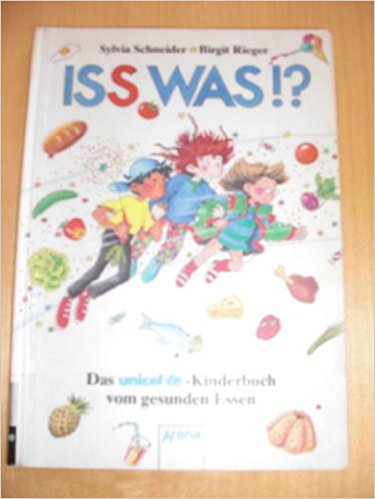 Sylvia Schneider ★ Birgit Rieger
ISS WAS!?
Das unicef -Kinderbuch
vom gesunden Essen
Arena